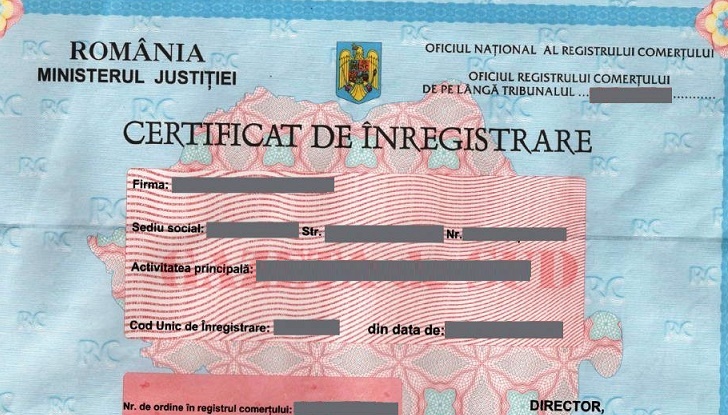 ROMÂNIA
MINISTERUL JUSTIȚIEI
OFICIUL NAȚIONAL AL REGISTRULUI COMERȚULUI
OFICIUL REGISTRULUI COMERȚULUI
DE PE LÂNGĂ TRIBUNALUL ...
CERTIFICAT DE ÎNREGISTRARE
Firma:
Sediu social: Str. Nr.
Activitatea principală:
Cod Unic de Înregistrare: din data de:
Nr. de ordine în registrul comerțului:
DIRECTOR,